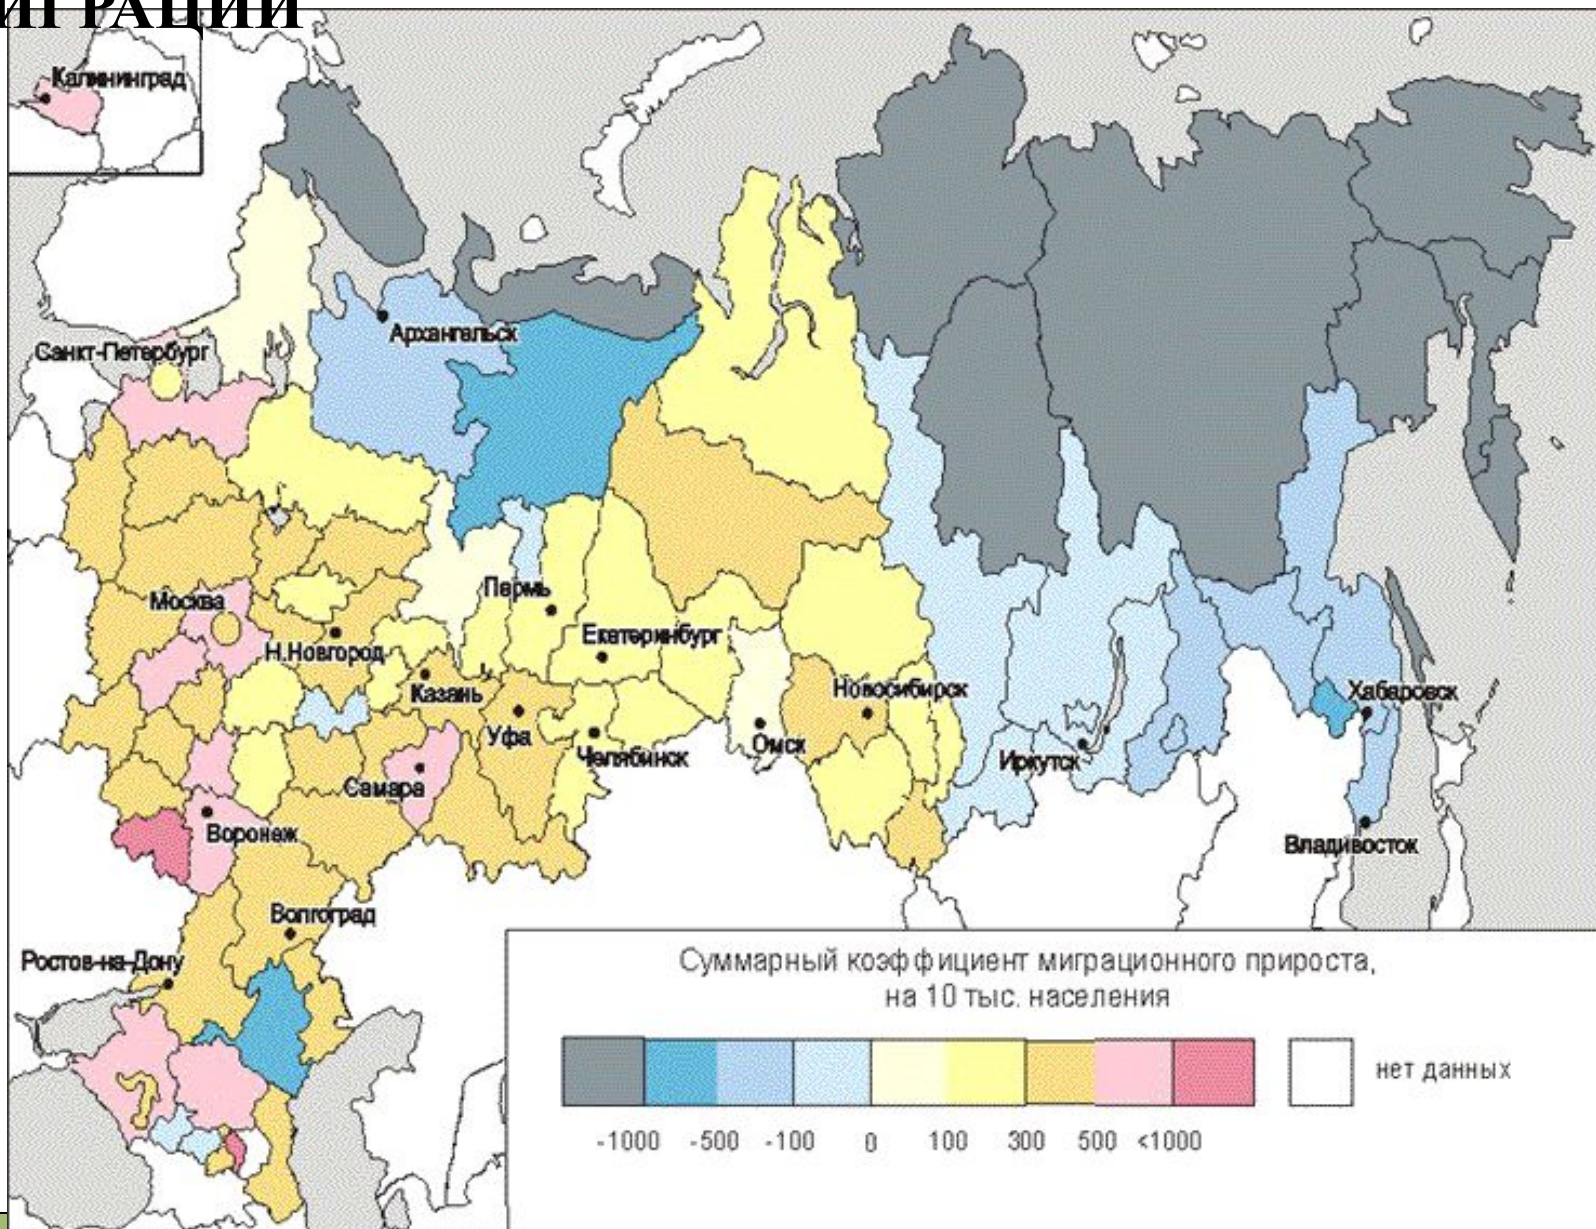 ИГРАЦИИ
Калининград
Архангельск
Санкт-Петербург
Москва
Пермь
Н.Новгород
Екатеринбург
Казань
Новосибирск
Хабаровск
Уфа
Челябинск
Омск
Иркутск
Самара
Воронеж
Владивосток
Волгоград
Ростов-на-Дону
Суммарный коэффициент миграционного прироста,
на 10 тыс. населения
нет данных
-1000 -500 -100 0 100 300 500 <1000